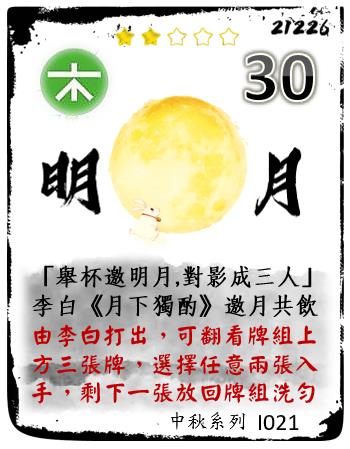 21226
木
30
明 月
「舉杯邀明月,對影成三人」
李白《月下獨酌》邀月共飲
由李白打出，可翻看牌組上
方三張牌，選擇任意兩張入
手，剩下一張放回牌組洗勻
中秋系列 I021